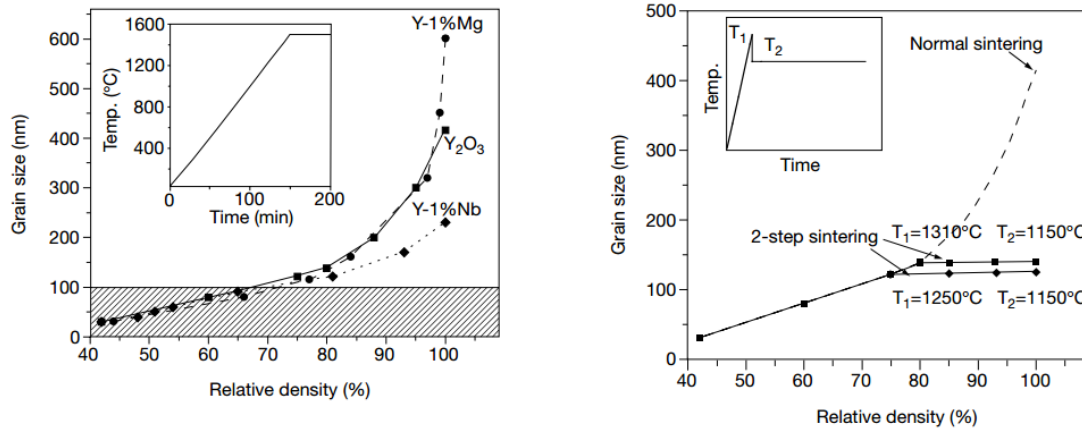 Grain size (nm)
600
500
400
300
200
100
0
40 50 60 70 80 90 100
Relative density (%)
Temp. (°C)
1600
1200
800
400
0 100 200
Time (min)
Y-1%Mg
Y₂O₃
Y-1%Nb
Grain size (nm)
500
400
300
200
100
0
40 50 60 70 80 90 100
Relative density (%)
Temp.
T₁
T₂
Time
Normal sintering
2-step sintering
T₁=1310°C T₂=1150°C
T₁=1250°C T₂=1150°C